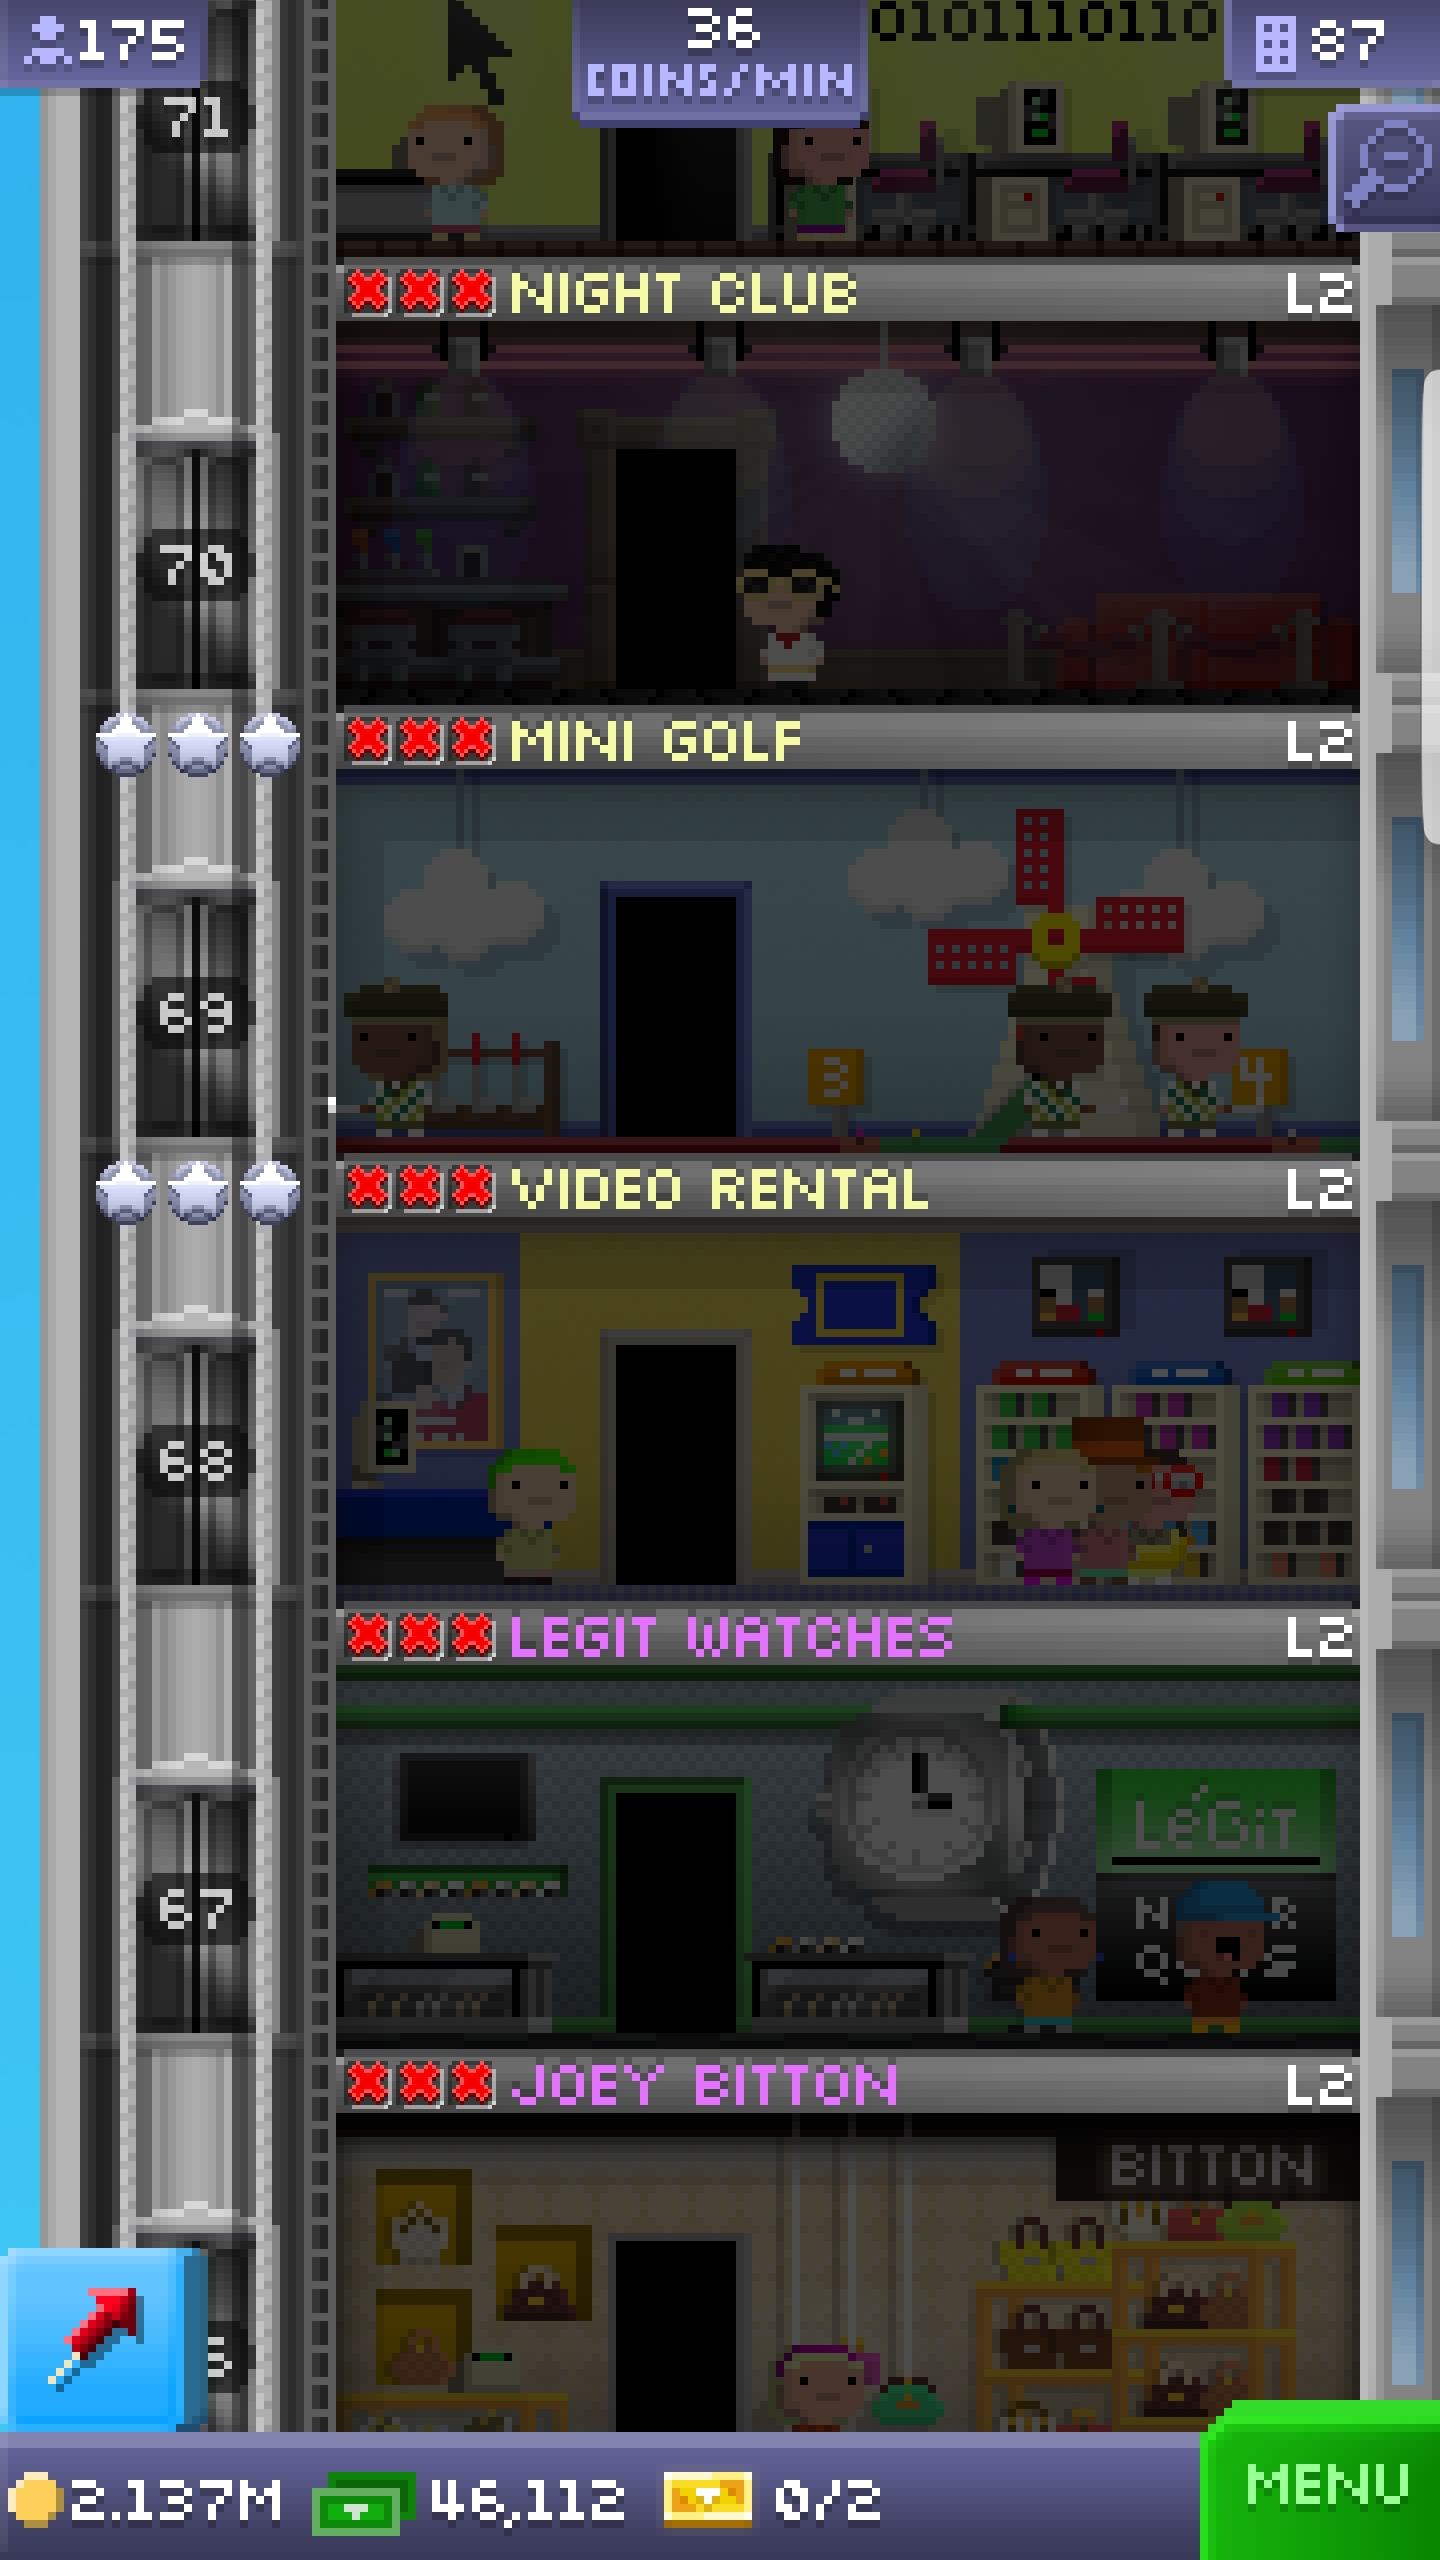 175
36
COINS/MIN
0101110110
87
71
NIGHT CLUB L2
70
MINI GOLF L2
69
3
4
VIDEO RENTAL L2
68
LEGIT WATCHES L2
LéGiT
67
JOEY BITTON L2
BITTON
2.137M 46,112 0/2
MENU